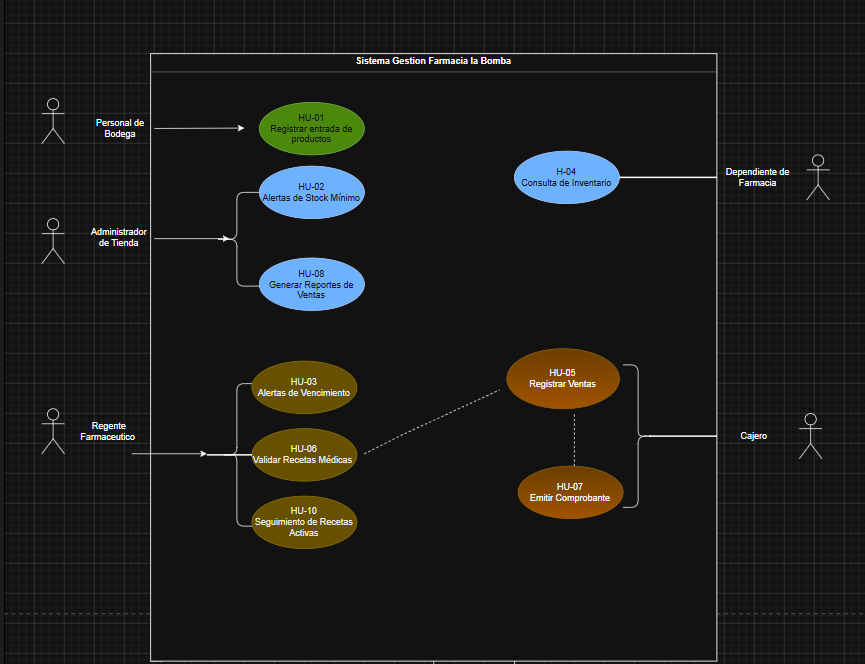 Sistema Gestion Farmacia la Bomba
Personal de
Bodega
HU-01
Registrar entrada de
productos
HU-02
Alertas de Stock Mínimo
H-04
Consulta de Inventario
Dependiente de
Farmacia
Administrador
de Tienda
HU-08
Generar Reportes de
Ventas
HU-03
Alertas de Vencimiento
HU-05
Registrar Ventas
Regente
Farmaceutico
HU-06
Validar Recetas Médicas
Cajero
HU-07
Emitir Comprobante
HU-10
Seguimiento de Recetas
Activas